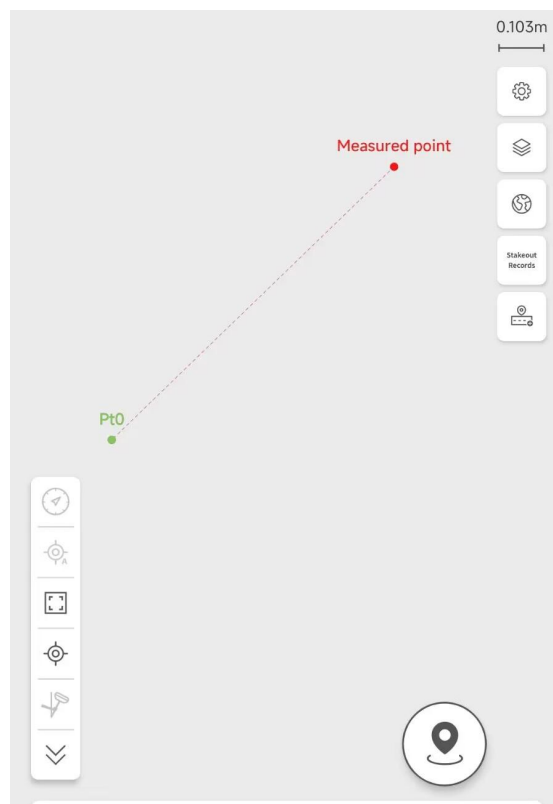 0.103m
Measured point
Stakeout
Records
Pt0
A